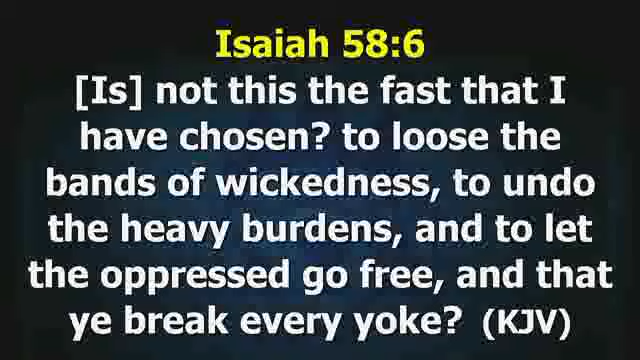 Isaiah 58:6
[Is] not this the fast that I
have chosen? to loose the
bands of wickedness, to undo
the heavy burdens, and to let
the oppressed go free, and that
ye break every yoke? (KJV)